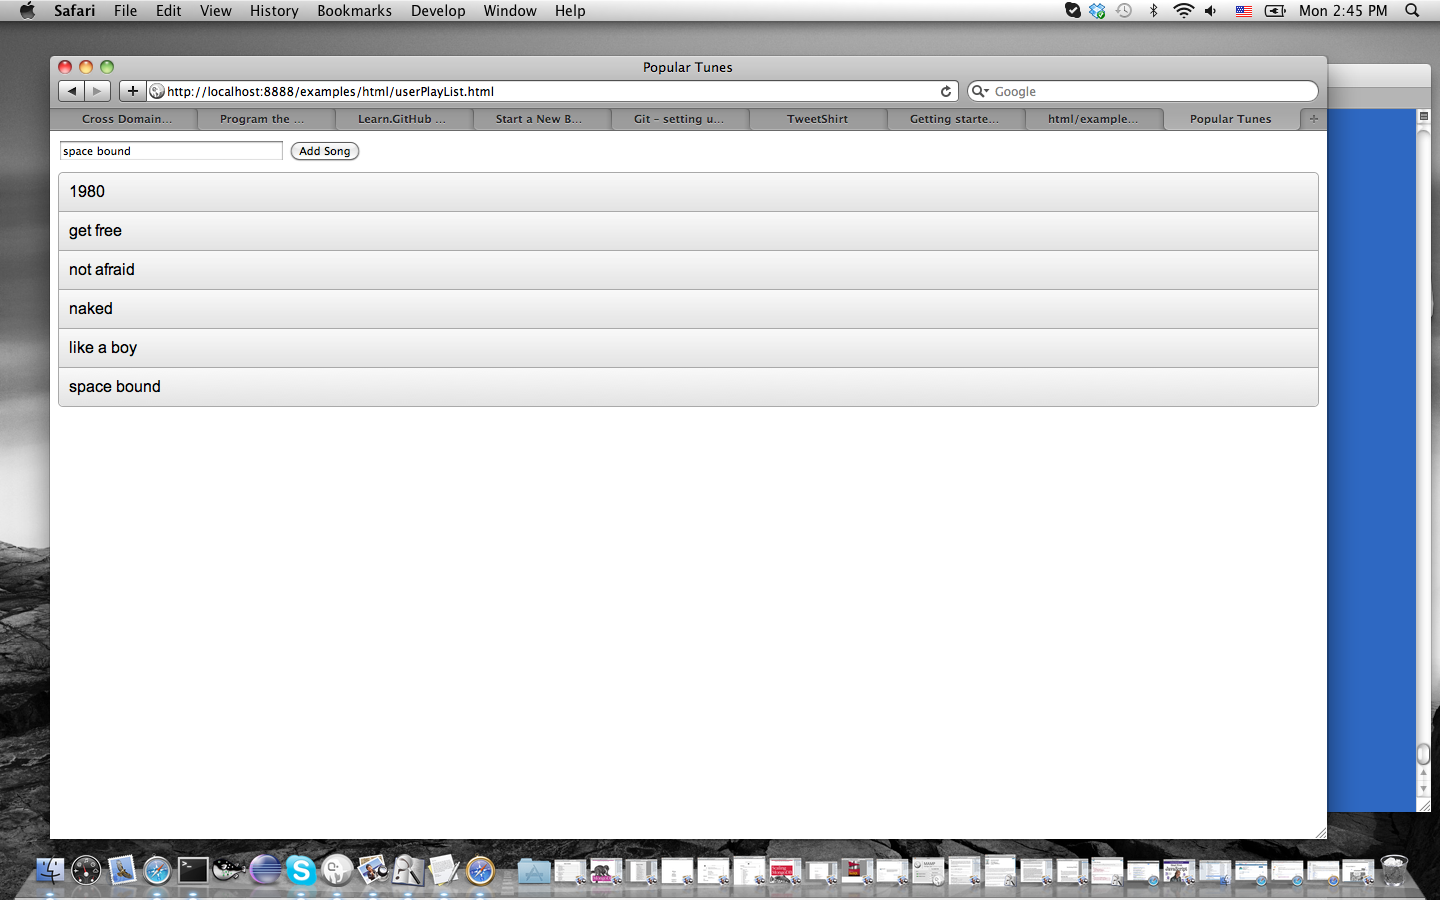 Safari File Edit View History Bookmarks Develop Window Help Mon 2:45 PM
Popular Tunes
http://localhost:8888/examples/html/userPlayList.html Google
Cross Domain... Program the ... Learn.GitHub ... Start a New B... Git – setting u... TweetShirt Getting starte... html/example... Popular Tunes
space bound Add Song
1980
get free
not afraid
naked
like a boy
space bound